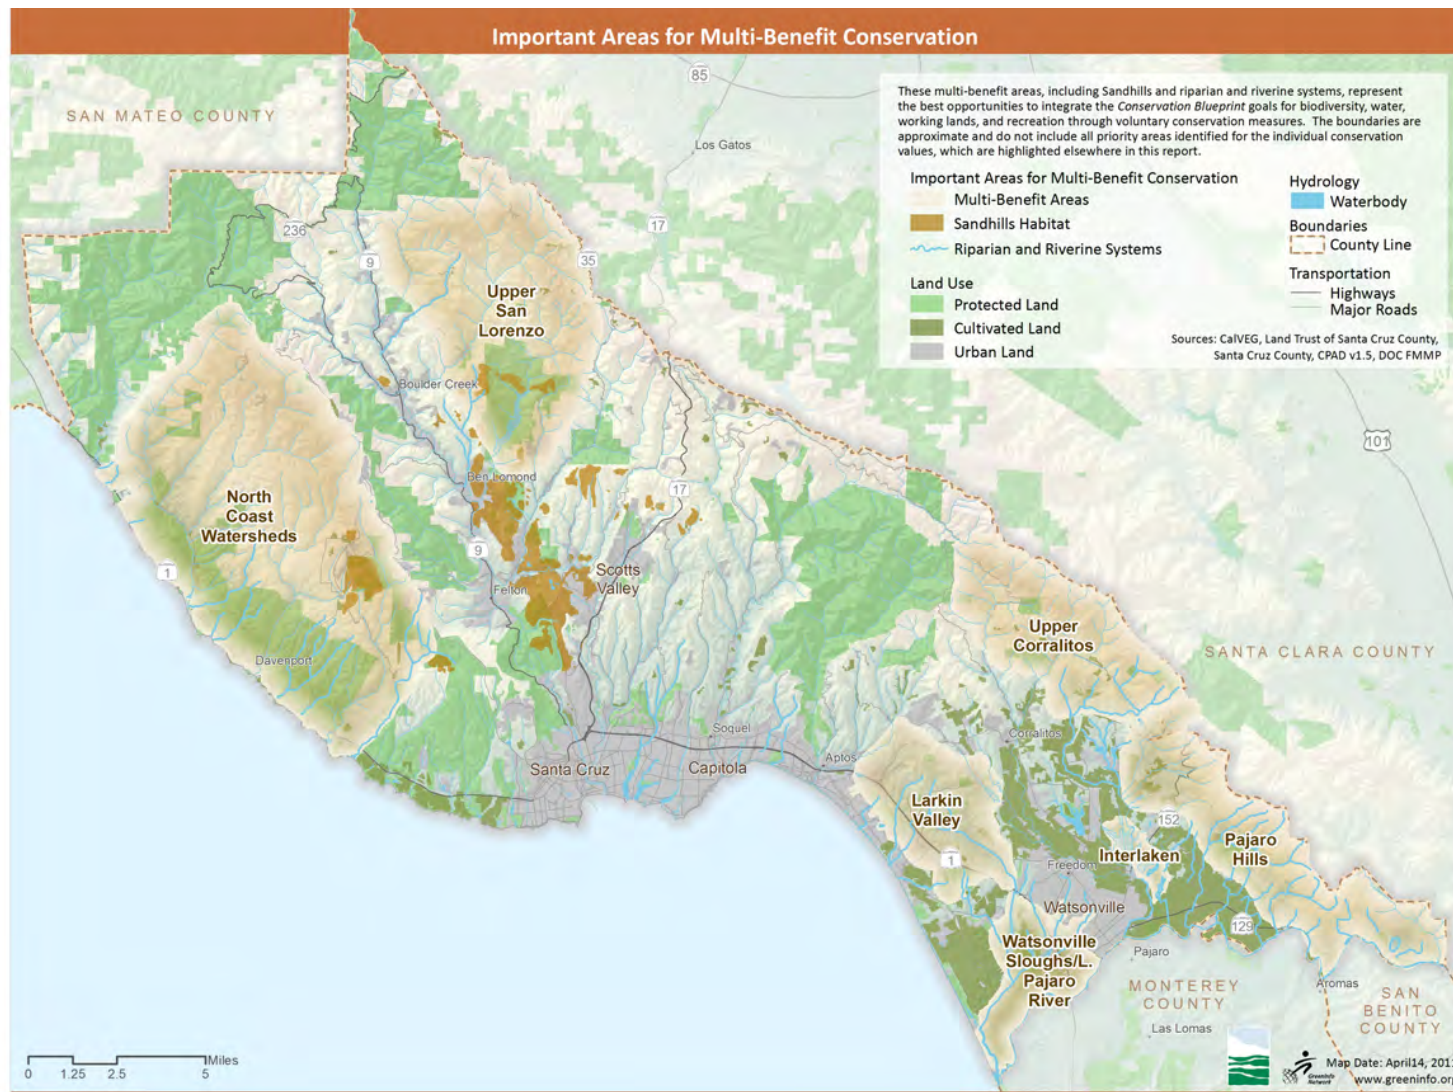 Important Areas for Multi-Benefit Conservation
These multi-benefit areas, including Sandhills and riparian and riverine systems, represent
the best opportunities to integrate the Conservation Blueprint goals for biodiversity, water,
working lands, and recreation through voluntary conservation measures. The boundaries are
approximate and do not include all priority areas identified for the individual conservation
values, which are highlighted elsewhere in this report.
Important Areas for Multi-Benefit Conservation
Multi-Benefit Areas
Sandhills Habitat
Riparian and Riverine Systems
Land Use
Protected Land
Cultivated Land
Urban Land
Hydrology
Waterbody
Boundaries
County Line
Transportation
Highways
Major Roads
Sources: CalVEG, Land Trust of Santa Cruz County,
Santa Cruz County, CPAD v1.5, DOC FMMP
85
SAN MATEO COUNTY
Los Gatos
17
236
9
35
Upper
San
Lorenzo
Boulder Creek
101
Ben Lomond
17
North
Coast
Watersheds
9
1
Scotts
Valley
Felton
Upper
Corralitos
SANTA CLARA COUNTY
Davenport
Soquel
Corralitos
Santa Cruz
Capitola
Aptos
Larkin
Valley
152
Pajaro
Hills
1
Interlaken
Freedom
Watsonville
129
Watsonville
Sloughs/L.
Pajaro
River
Pajaro
MONTEREY
COUNTY
Aromas
SAN
BENITO
COUNTY
Las Lomas
Miles
0 1.25 2.5 5
GreenInfo
Network
Map Date: April14, 201
www.greeninfo.or